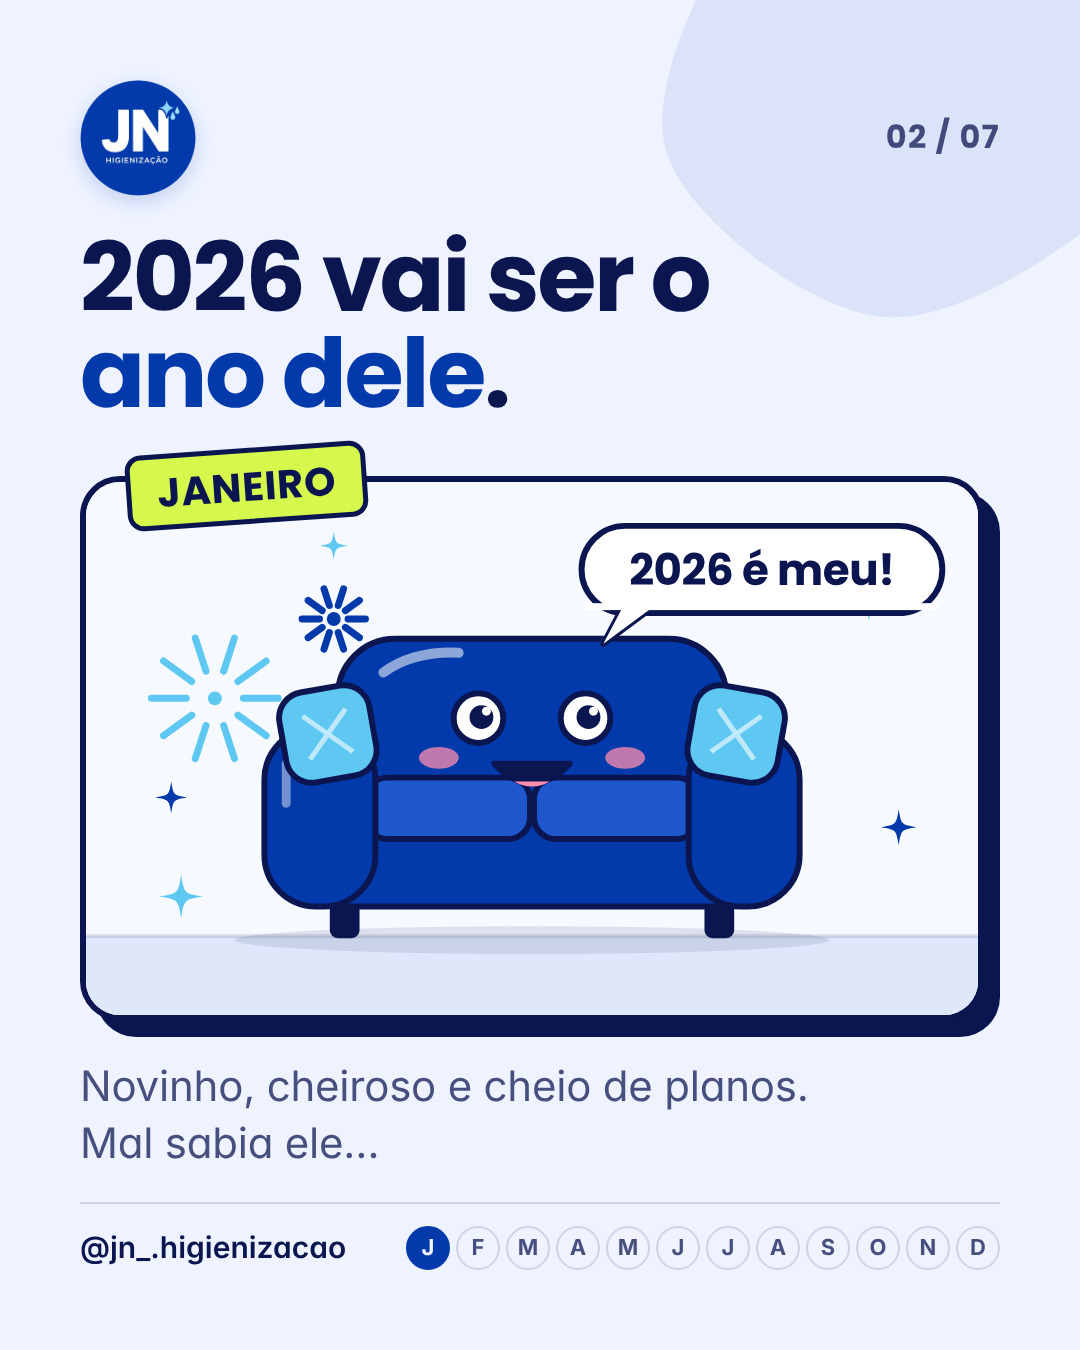 JN
HIGIENIZAÇÃO
02 / 07
2026 vai ser o
ano dele.
JANEIRO
2026 é meu!
Novinho, cheiroso e cheio de planos.
Mal sabia ele...
@jn_.higienizacao
J F M A M J J A S O N D